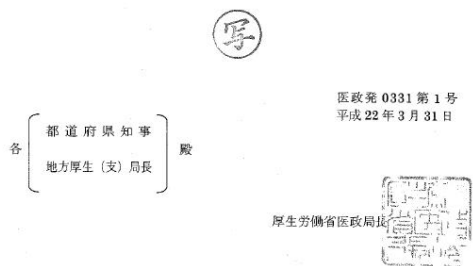 写
医政発0331第1号
平成22年3月31日
各
都道府県知事
地方厚生(支)局長
殿
厚生労働省医政局長